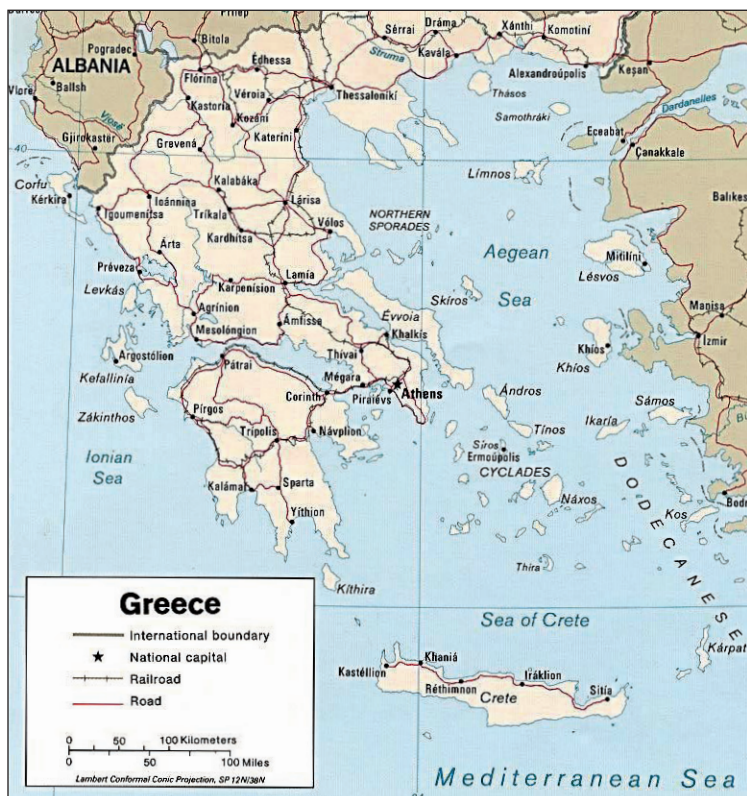 Bitola
Pogradec
ALBANIA
Ballsh
Vlorë
Vjosë
Gjirokastër
Sérrai
Dráma
Xánthi
Komotiní
Struma
Kavála
Alexandroúpolis
Keşan
Édhessa
Flórina
Véroia
Thessaloníki
Kastoría
Kozáni
Kateríni
Grevená
Thásos
Samothráki
Dardanelles
Eceabat
Çanakkale
40
Corfu
Kérkira
Kalabáka
Ioánnina
Igoumenítsa
Tríkala
Lárisa
Kardhítsa
Vólos
Límnos
NORTHERN
SPORADES
Aegean
Sea
Balıkes
Árta
Préveza
Levkás
Karpenísion
Lamía
Skíros
Mitilíni
Lésvos
Manisa
İzmir
Agrínion
Mesolóngion
Ámfissa
Évvoia
Khalkís
Thívai
Khíos
Khíos
Argostólion
Kefallinía
Pátrai
Mégara
Athens
Corinth
Piraiévs
Zákinthos
Pírgos
Ándros
Tínos
Ikaría
Sámos
Trípolis
Návplion
Síros
Ermoúpolis
CYCLADES
Ionian
Sea
Kalámai
Sparta
Náxos
Yíthion
Kos
DODECANESE
Thíra
Kíthira
Sea of Crete
Kárpat
Khaniá
Kastéllion
Réthimnon
Iráklion
Sitía
Crete
Mediterranean Sea
Greece
International boundary
National capital
Railroad
Road
0 50 100 Kilometers
0 50 100 Miles
Lambert Conformal Conic Projection, SP 12N/38N